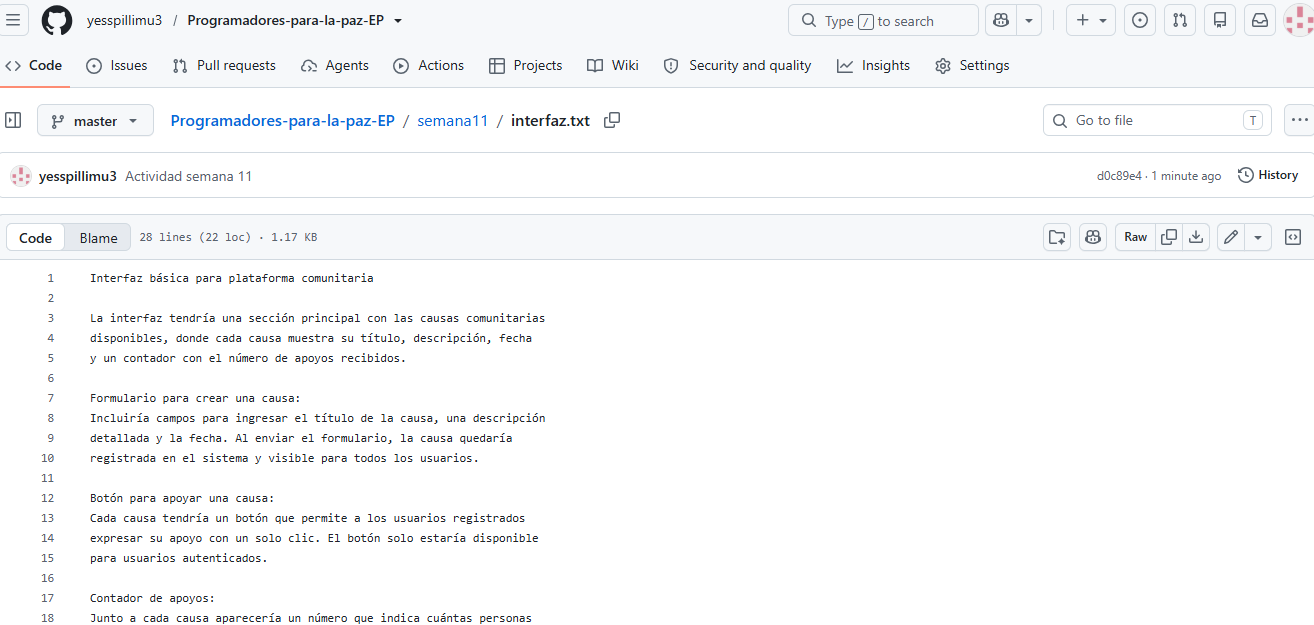 yesspillimu3 / Programadores-para-la-paz-EP
Type / to search
Code Issues Pull requests Agents Actions Projects Wiki Security and quality Insights Settings
master Programadores-para-la-paz-EP / semana11 / interfaz.txt Go to file T
yesspillimu3 Actividad semana 11 d0c89e4 · 1 minute ago History
Code Blame 28 lines (22 loc) · 1.17 KB Raw
1 Interfaz básica para plataforma comunitaria
2
3 La interfaz tendría una sección principal con las causas comunitarias
4 disponibles, donde cada causa muestra su título, descripción, fecha
5 y un contador con el número de apoyos recibidos.
6
7 Formulario para crear una causa:
8 Incluiría campos para ingresar el título de la causa, una descripción
9 detallada y la fecha. Al enviar el formulario, la causa quedaría
10 registrada en el sistema y visible para todos los usuarios.
11
12 Botón para apoyar una causa:
13 Cada causa tendría un botón que permite a los usuarios registrados
14 expresar su apoyo con un solo clic. El botón solo estaría disponible
15 para usuarios autenticados.
16
17 Contador de apoyos:
18 Junto a cada causa aparecería un número que indica cuántas personas